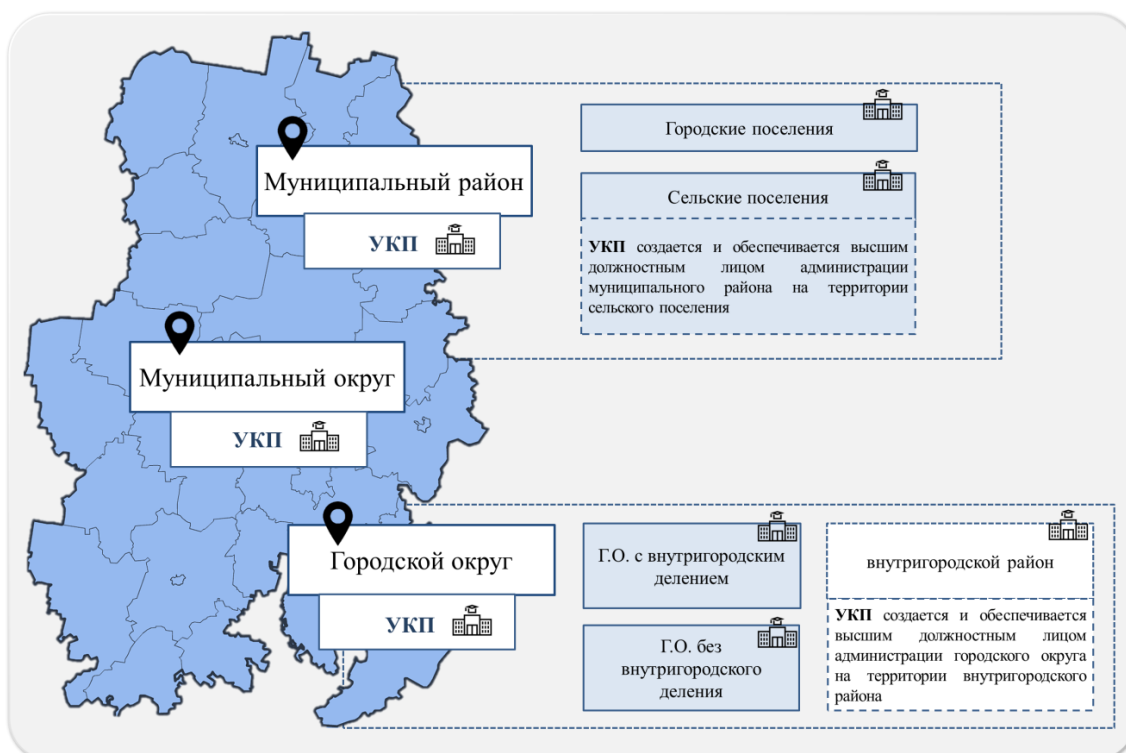 Муниципальный район
УКП
Городские поселения
Сельские поселения
УКП создается и обеспечивается высшим
должностным лицом администрации
муниципального района на территории
сельского поселения
Муниципальный округ
УКП
Городской округ
УКП
Г.О. с внутригородским
делением
Г.О. без
внутригородского
деления
внутригородской район
УКП создается и обеспечивается
высшим должностным лицом
администрации городского округа
на территории внутригородского
района